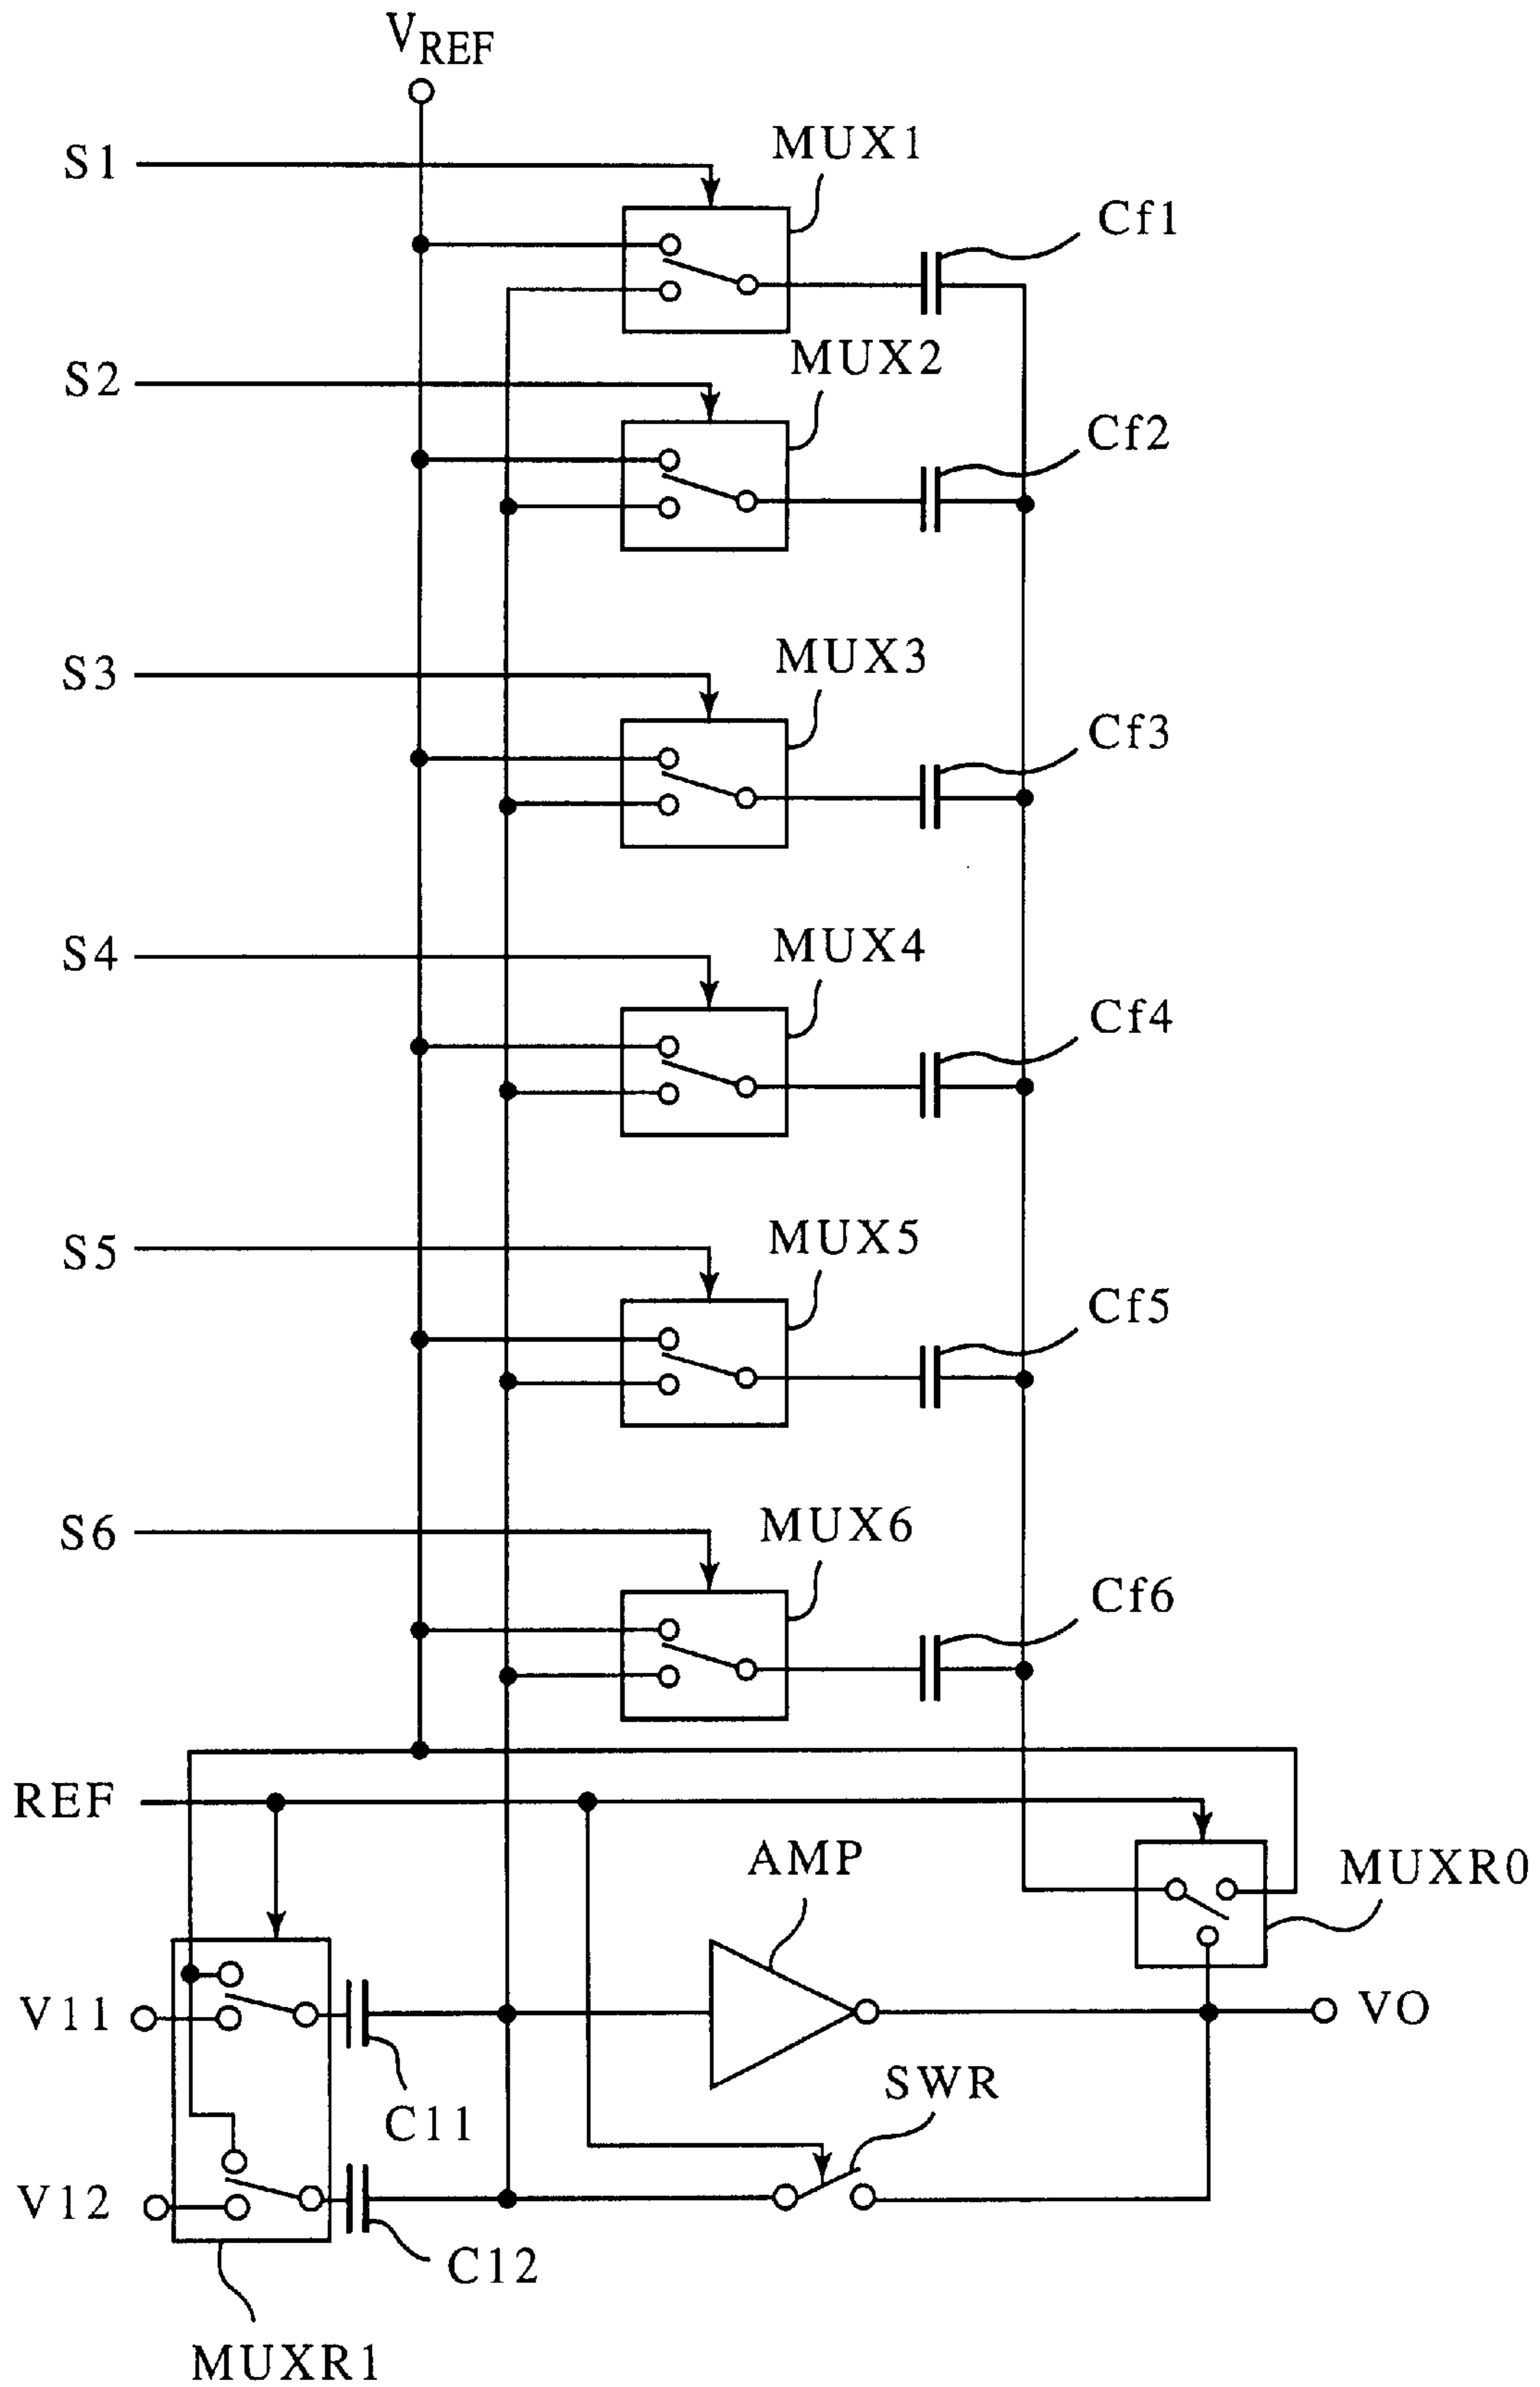 VREF
S1
MUX1
Cf1
S2
MUX2
Cf2
S3
MUX3
Cf3
S4
MUX4
Cf4
S5
MUX5
Cf5
S6
MUX6
Cf6
REF
AMP
MUXR0
V11
VO
C11
SWR
V12
C12
MUXR1